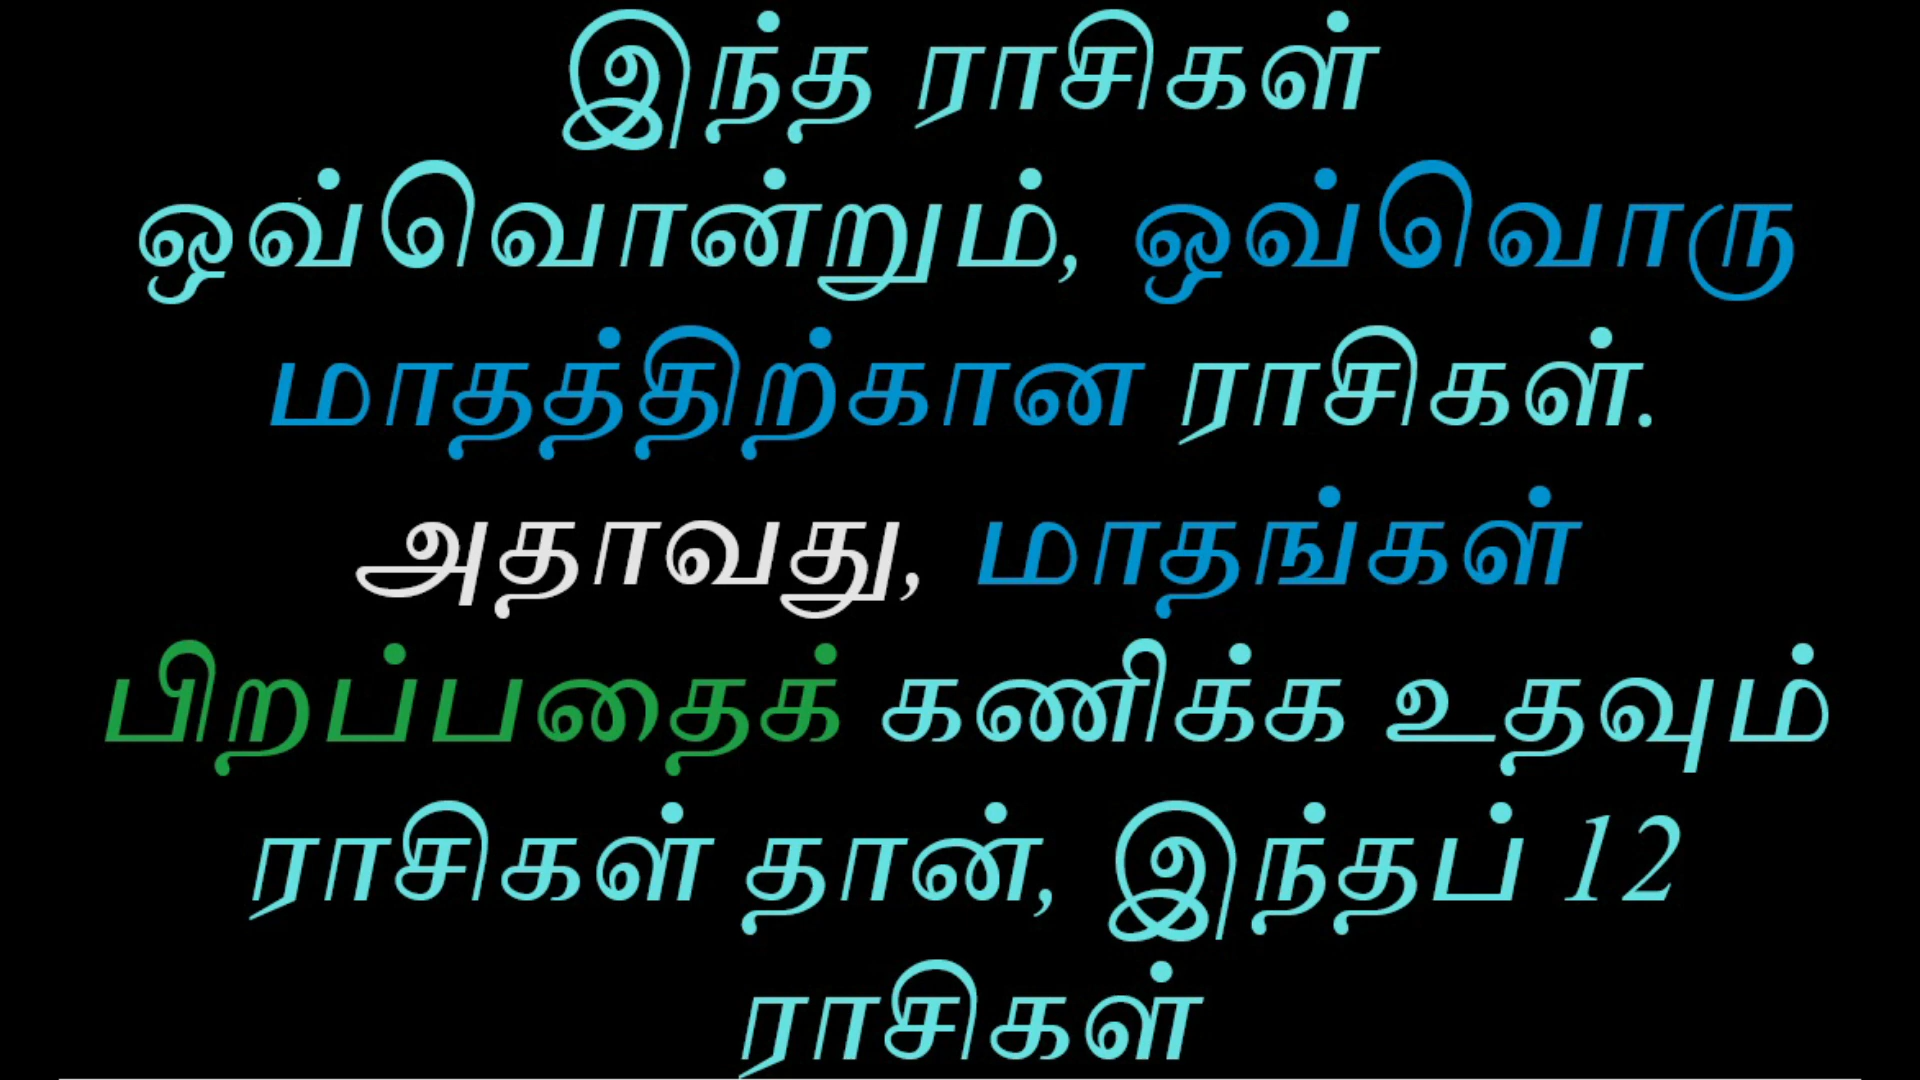 இந்த ராசிகள்
ஒவ்வொன்றும், ஒவ்வொரு
மாதத்திற்கான ராசிகள்.
அதாவது, மாதங்கள்
பிறப்பதைக் கணிக்க உதவும்
ராசிகள் தான், இந்தப் 12
ராசிகள்